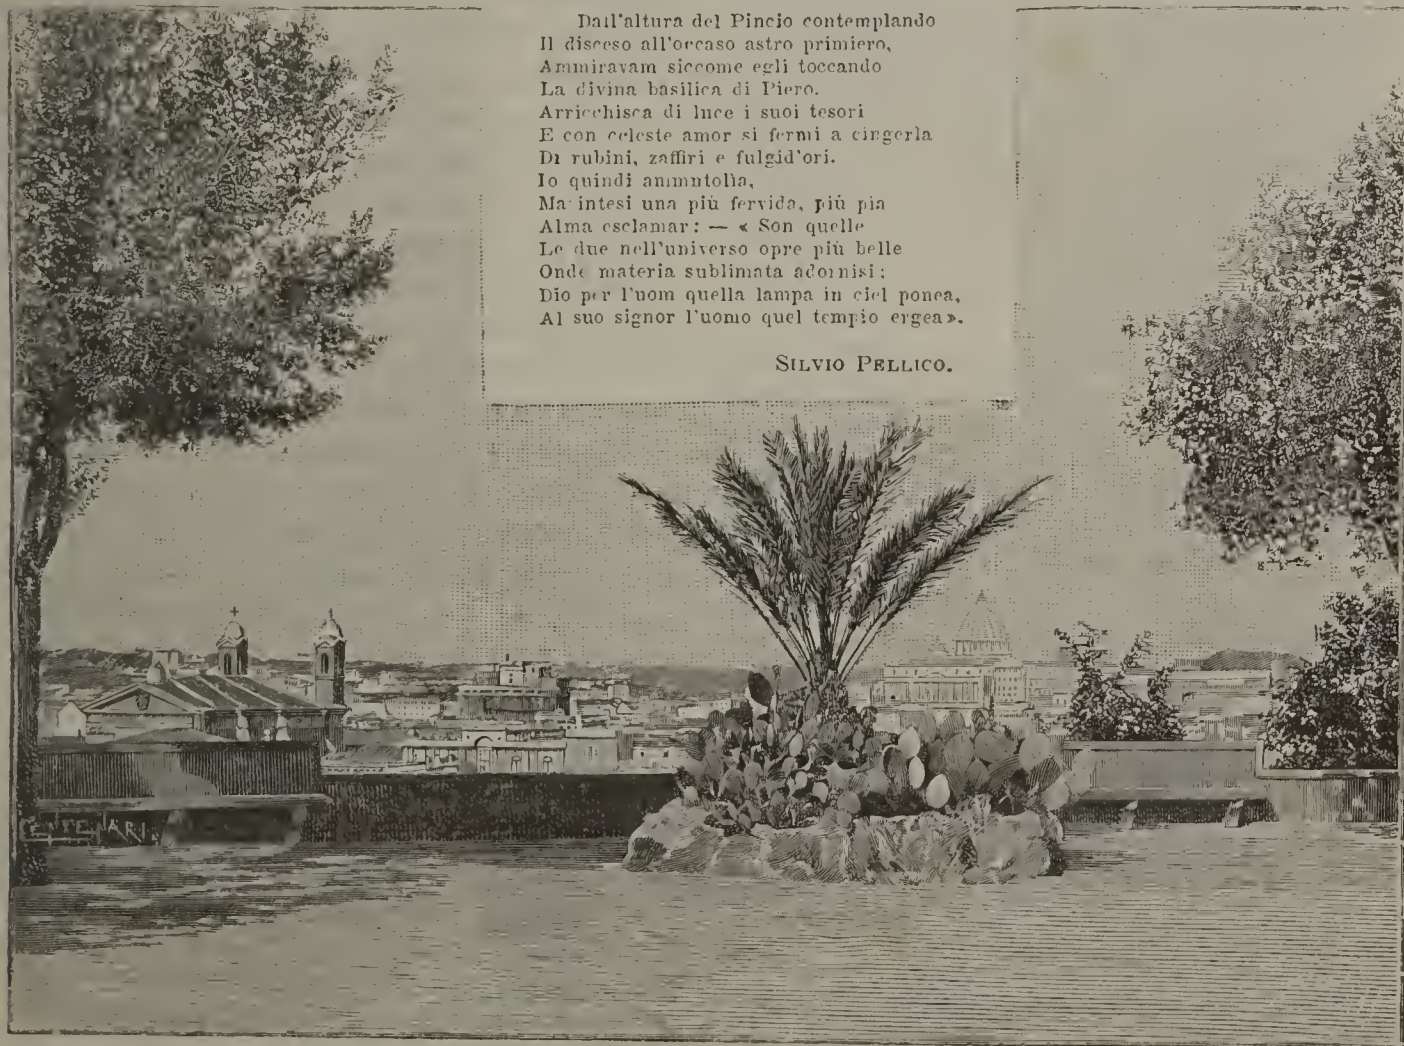 Dall'altura del Pincio contemplando
Il disceso all'occaso astro primiero,
Ammiravam siccome egli toccando
La divina basilica di Piero.
Arricchisca di luce i suoi tesori
E con celeste amor si fermi a cingerla
Di rubini, zaffiri e fulgid'ori.
Io quindi ammutolìa,
Ma intesi una più fervida, più pia
Alma esclamar: — « Son quelle
Le due nell'universo opre più belle
Onde materia sublimata adornisi;
Dio per l'uom quella lampa in ciel ponea,
Al suo signor l'uomo quel tempio ergea».
SILVIO PELLICO.
CENTENARI